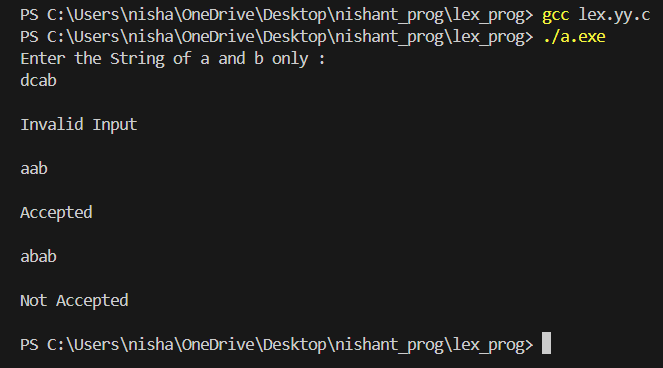 PS C:\Users\nisha\OneDrive\Desktop\nishant_prog\lex_prog> gcc lex.yy.c
PS C:\Users\nisha\OneDrive\Desktop\nishant_prog\lex_prog> ./a.exe
Enter the String of a and b only :
dcab
Invalid Input
aab
Accepted
abab
Not Accepted
PS C:\Users\nisha\OneDrive\Desktop\nishant_prog\lex_prog>